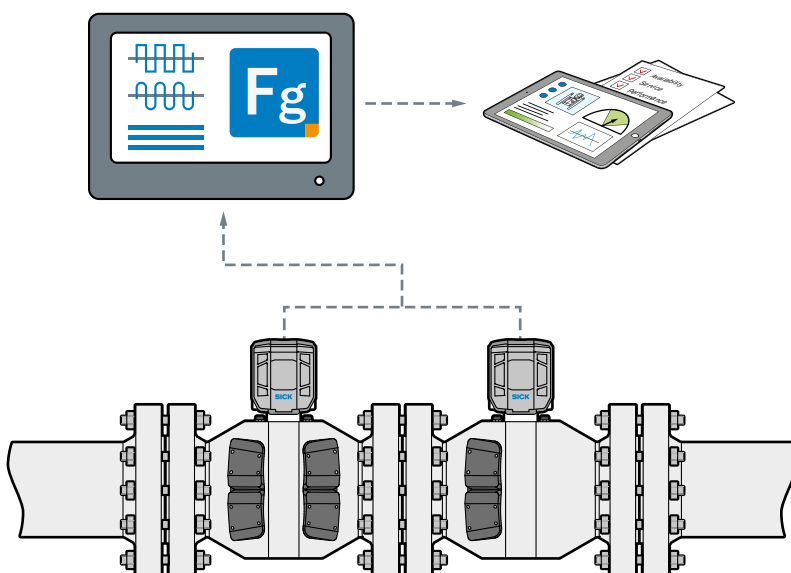 Fg
Availability
Service
Performance
SICK
SICK